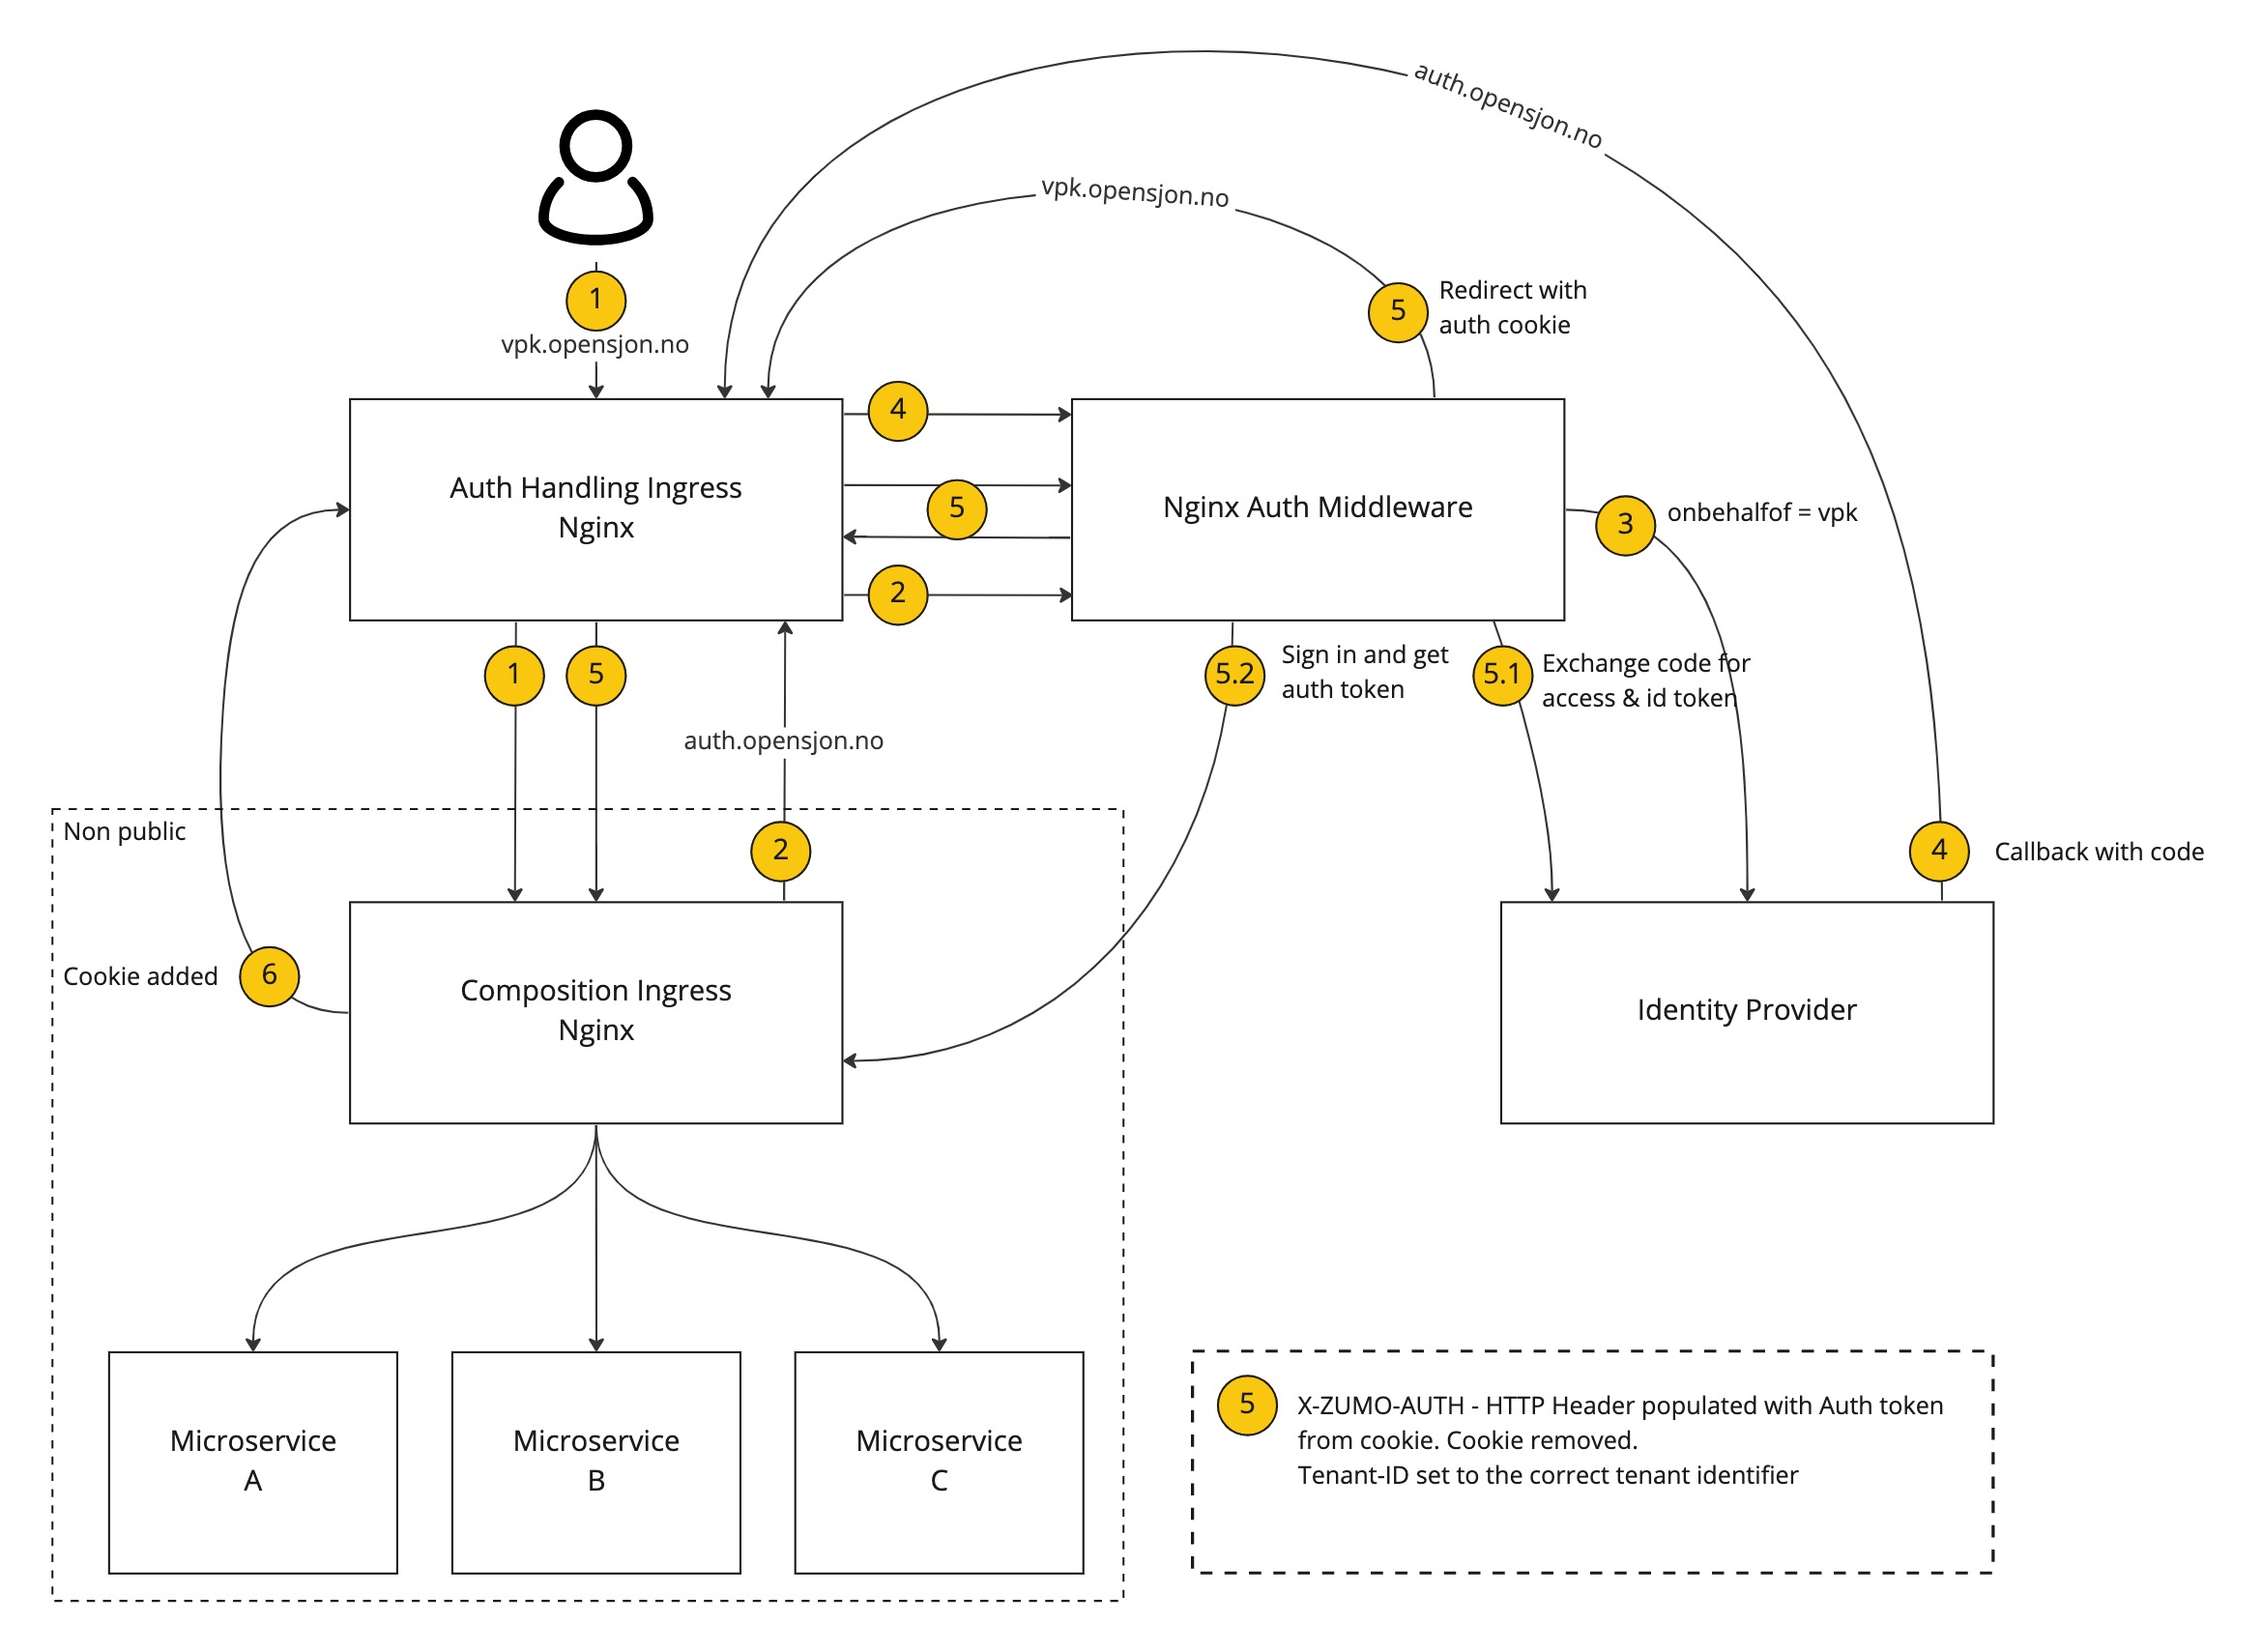 auth.opensjon.no
vpk.opensjon.no
1
vpk.opensjon.no
5
Redirect with
auth cookie
4
Auth Handling Ingress
Nginx
5
2
Nginx Auth Middleware
3
onbehalfof = vpk
1
5
auth.opensjon.no
5.2
Sign in and get
auth token
5.1
Exchange code for
access & id token
Non public
2
4
Callback with code
Cookie added
6
Composition Ingress
Nginx
Identity Provider
Microservice
A
Microservice
B
Microservice
C
5
X-ZUMO-AUTH - HTTP Header populated with Auth token
from cookie. Cookie removed.
Tenant-ID set to the correct tenant identifier